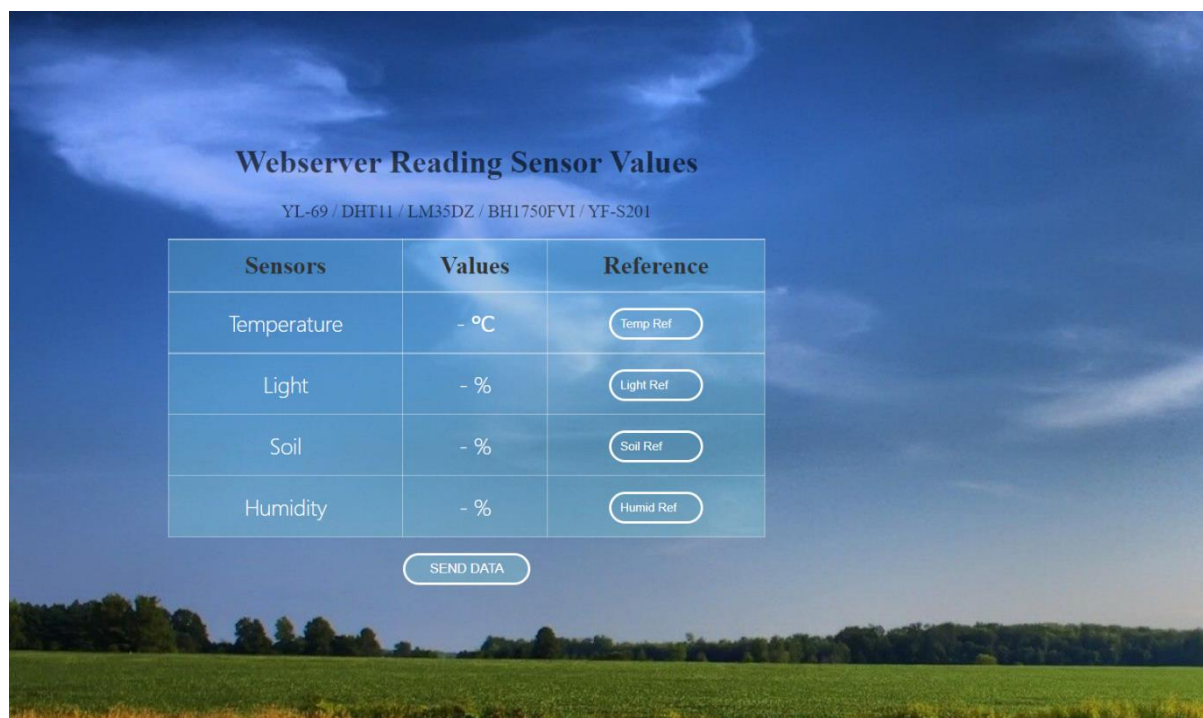 Webserver Reading Sensor Values
YL-69 / DHT11 / LM35DZ / BH1750FVI / YF-S201
Sensors Values Reference
Temperature - °C Temp Ref
Light - % Light Ref
Soil - % Soil Ref
Humidity - % Humid Ref
SEND DATA